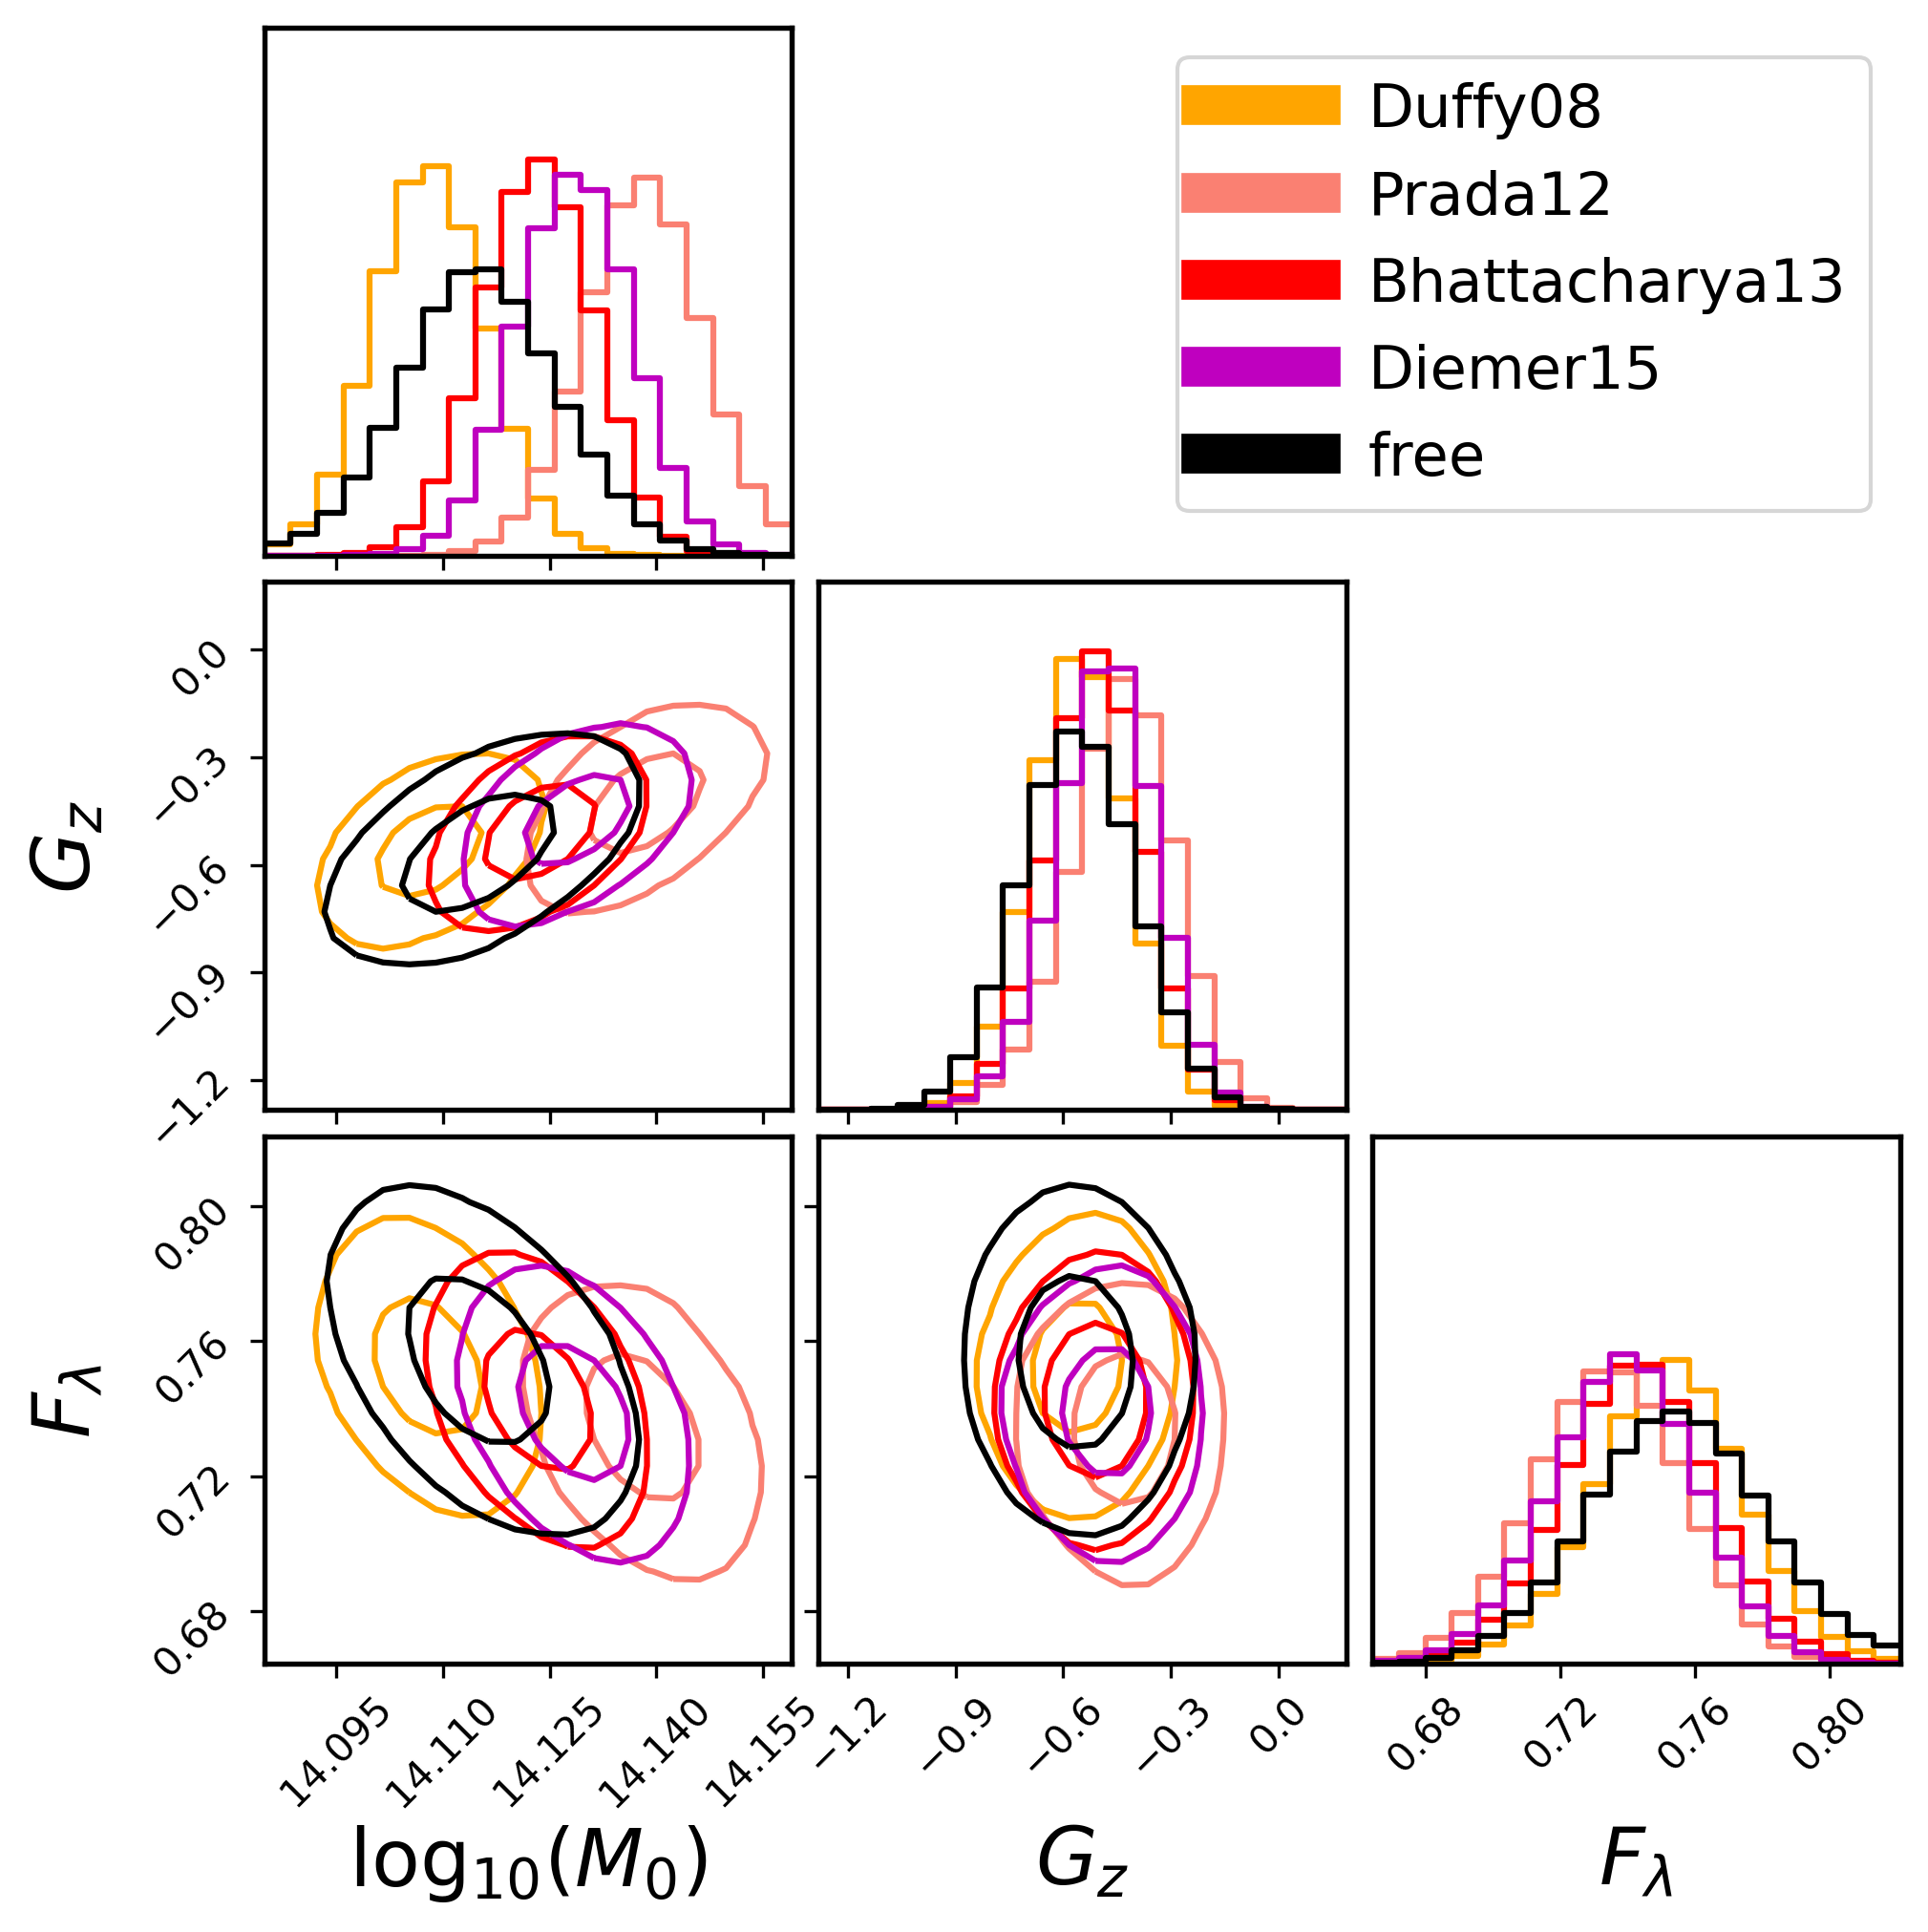 Duffy08
Prada12
Bhattacharya13
Diemer15
free
G_z
0.0
−0.3
−0.6
−0.9
−1.2
F_λ
0.80
0.76
0.72
0.68
14.095 14.110 14.125 14.140 14.155
−1.2 −0.9 −0.6 −0.3 0.0
0.68 0.72 0.76 0.80
log₁₀(M₀)
G_z
F_λ